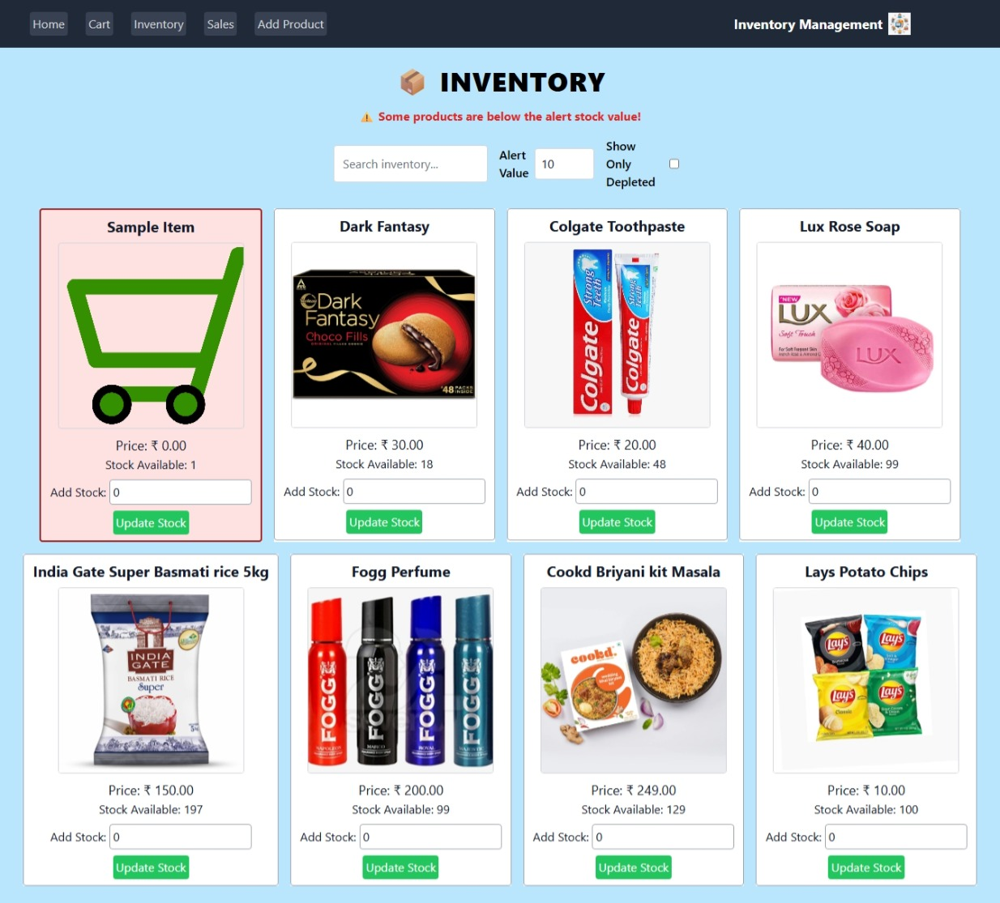 Home Cart Inventory Sales Add Product Inventory Management
INVENTORY
Some products are below the alert stock value!
Search inventory...
Alert Value
10
Show Only Depleted
Sample Item
Price: ₹ 0.00
Stock Available: 1
Add Stock: 0
Update Stock
Dark Fantasy
Dark
Fantasy
Choco Fills
48 PACKS
INSIDE
Price: ₹ 30.00
Stock Available: 18
Add Stock: 0
Update Stock
Colgate Toothpaste
Strong Teeth
Colgate
Strong Teeth
Colgate
Price: ₹ 20.00
Stock Available: 48
Add Stock: 0
Update Stock
Lux Rose Soap
NEW
LUX
Soft Touch
LUX
Price: ₹ 40.00
Stock Available: 99
Add Stock: 0
Update Stock
India Gate Super Basmati rice 5kg
INDIA
GATE
BASMATI RICE
Super
Price: ₹ 150.00
Stock Available: 197
Add Stock: 0
Update Stock
Fogg Perfume
FOGG
NAPOLEON
FOGG
MARCO
FOGG
ROYAL
FOGG
MAJESTIC
Price: ₹ 200.00
Stock Available: 99
Add Stock: 0
Update Stock
Cookd Briyani kit Masala
cookd.
Price: ₹ 249.00
Stock Available: 129
Add Stock: 0
Update Stock
Lays Potato Chips
Lay's
Lay's
Lay's
Classic
Lay's
Price: ₹ 10.00
Stock Available: 100
Add Stock: 0
Update Stock